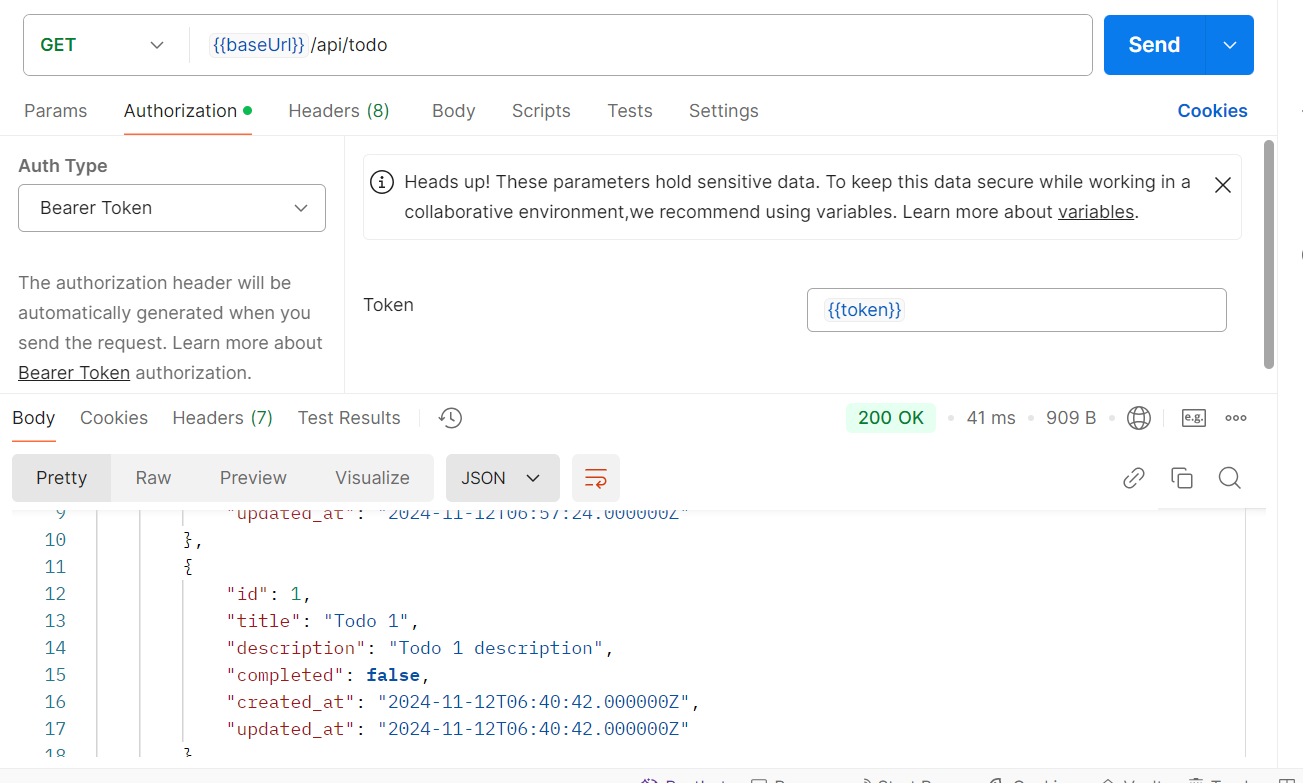 GET {{baseUrl}} /api/todo Send
Params Authorization Headers (8) Body Scripts Tests Settings Cookies
Auth Type
Bearer Token
Heads up! These parameters hold sensitive data. To keep this data secure while working in a
collaborative environment,we recommend using variables. Learn more about variables.
The authorization header will be
automatically generated when you
send the request. Learn more about
Bearer Token authorization.
Token {{token}}
Body Cookies Headers (7) Test Results 200 OK 41 ms 909 B e.g.
Pretty Raw Preview Visualize JSON
9 "updated_at": "2024-11-12T06:57:24.000000Z"
10 },
11 {
12 "id": 1,
13 "title": "Todo 1",
14 "description": "Todo 1 description",
15 "completed": false,
16 "created_at": "2024-11-12T06:40:42.000000Z",
17 "updated_at": "2024-11-12T06:40:42.000000Z"
18 }